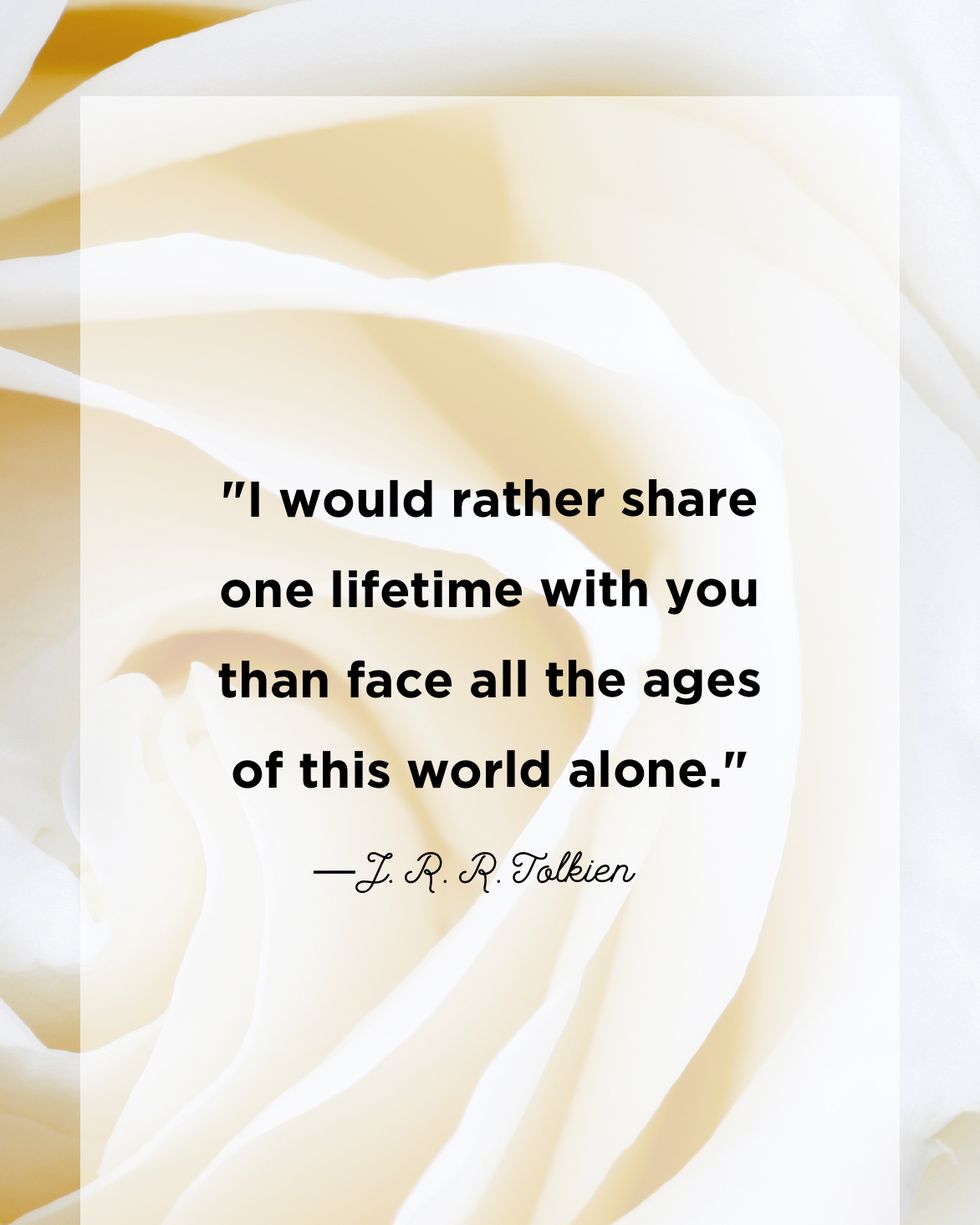 "I would rather share
one lifetime with you
than face all the ages
of this world alone."
—J. R. R. Tolkien